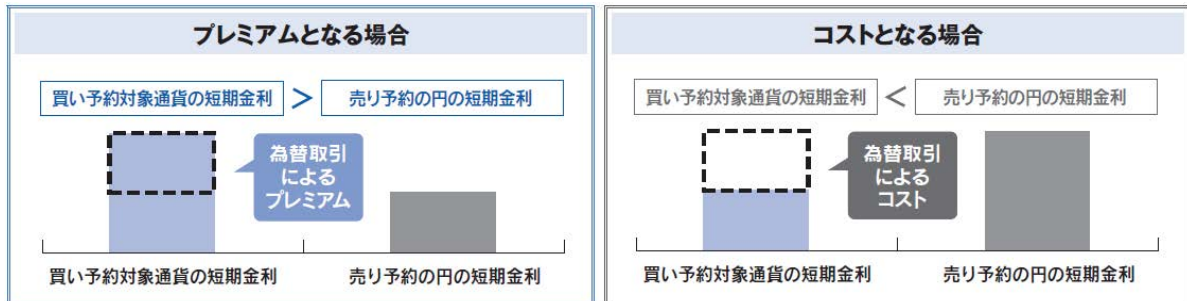 プレミアムとなる場合
買い予約対象通貨の短期金利 > 売り予約の円の短期金利
為替取引
による
プレミアム
買い予約対象通貨の短期金利 売り予約の円の短期金利
コストとなる場合
買い予約対象通貨の短期金利 < 売り予約の円の短期金利
為替取引
による
コスト
買い予約対象通貨の短期金利 売り予約の円の短期金利